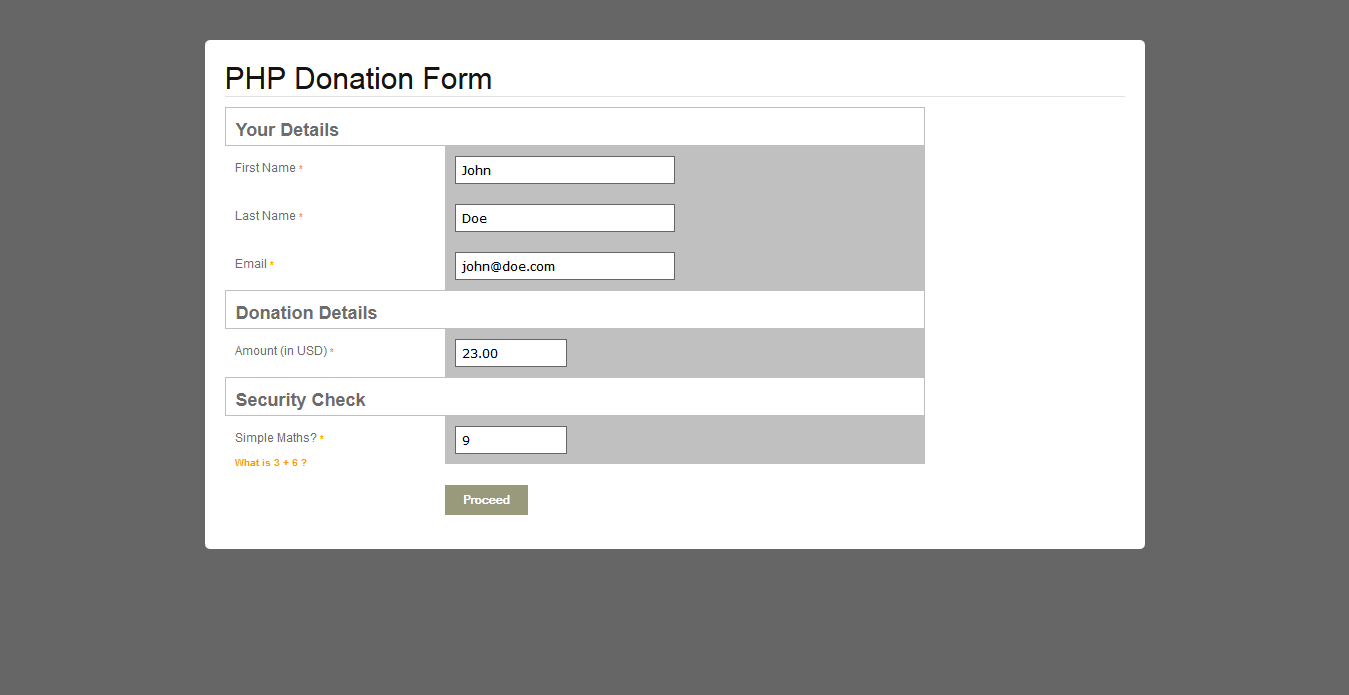 PHP Donation Form
Your Details
First Name * John
Last Name * Doe
Email * john@doe.com
Donation Details
Amount (in USD) * 23.00
Security Check
Simple Maths? * 9
What is 3 + 6 ?
Proceed